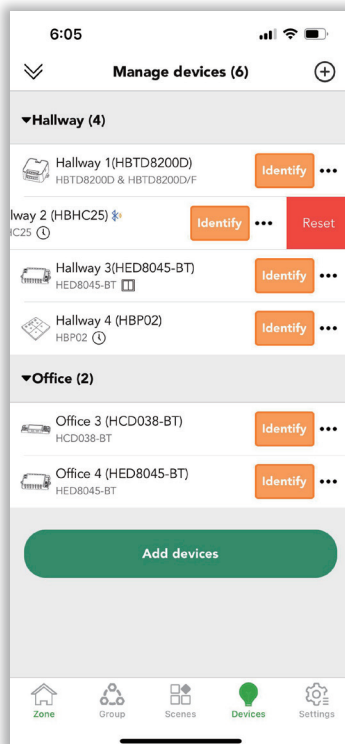 6:05
Manage devices (6)
▾Hallway (4)
Hallway 1(HBTD8200D)
HBTD8200D & HBTD8200D/F
Identify
lway 2 (HBHC25)
IC25
Identify
Reset
Hallway 3(HED8045-BT)
HED8045-BT
Identify
Hallway 4 (HBP02)
HBP02
Identify
▾Office (2)
Office 3 (HCD038-BT)
HCD038-BT
Identify
Office 4 (HED8045-BT)
HED8045-BT
Identify
Add devices
Zone
Group
Scenes
Devices
Settings